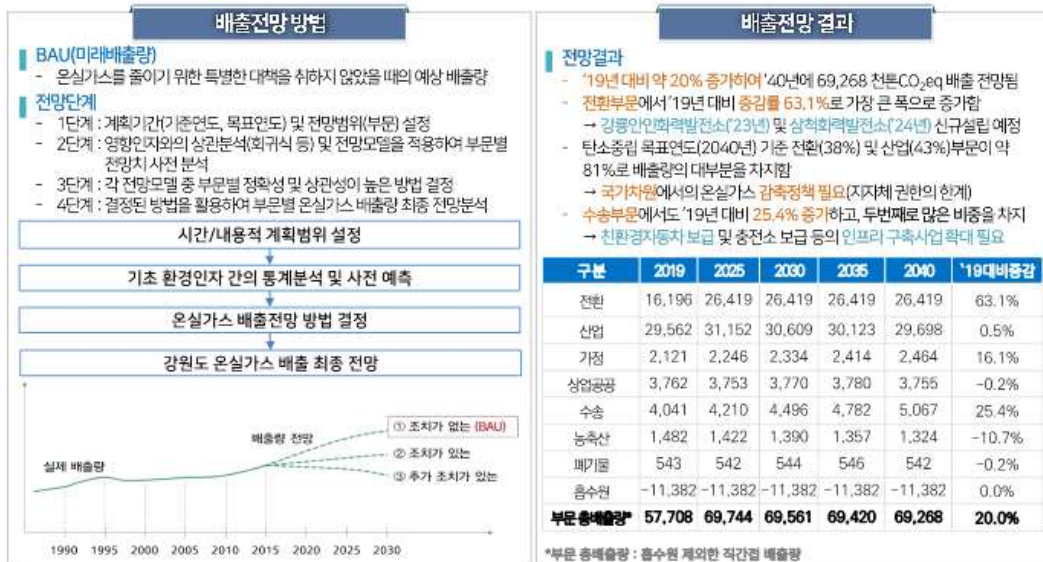 배출전망 방법
BAU(미래배출량)
- 온실가스를 줄이기 위한 특별한 대책을 취하지 않았을 때의 예상 배출량
전망단계
- 1단계 : 계획기간(기준연도, 목표연도) 및 전망범위(부문) 설정
- 2단계 : 영향인자와의 상관분석(회귀식 등) 및 전망모델을 적용하여 부문별
전망치 사전 분석
- 3단계 : 각 전망모델 중 부문별 정확성 및 상관성이 높은 방법 결정
- 4단계 : 결정된 방법을 활용하여 부문별 온실가스 배출량 최종 전망분석
시간/내용적 계획범위 설정
기초 환경인자 간의 통계분석 및 사전 예측
온실가스 배출전망 방법 결정
강원도 온실가스 배출 최종 전망
실제 배출량
배출량 전망
① 조치가 없는 (BAU)
② 조치가 있는
③ 추가 조치가 있는
1990 1995 2000 2005 2010 2015 2020 2025 2030
배출전망 결과
전망결과
- '19년 대비 약 20% 증가하여 '40년에 69,268 천톤CO₂eq 배출 전망됨
- 전환부문에서 '19년 대비 증감률 63.1%로 가장 큰 폭으로 증가함
→ 강릉안인화력발전소('23년) 및 삼척화력발전소('24년) 신규설립 예정
- 탄소중립 목표연도(2040년) 기준 전환(38%) 및 산업(43%)부문이 약
81%로 배출량의 대부분을 차지함
→ 국가차원에서의 온실가스 감축정책 필요(지자체 권한의 한계)
- 수송부문에서도 '19년 대비 25.4% 증가하고, 두번째로 많은 비중을 차지
→ 친환경자동차 보급 및 충전소 보급 등의 인프라 구축사업 확대 필요
구분 2019 2025 2030 2035 2040 '19대비증감
전환 16,196 26,419 26,419 26,419 26,419 63.1%
산업 29,562 31,152 30,609 30,123 29,698 0.5%
가정 2,121 2,246 2,334 2,414 2,464 16.1%
상업공공 3,762 3,753 3,770 3,780 3,755 -0.2%
수송 4,041 4,210 4,496 4,782 5,067 25.4%
농축산 1,482 1,422 1,390 1,357 1,324 -10.7%
폐기물 543 542 544 546 542 -0.2%
흡수원 -11,382 -11,382 -11,382 -11,382 -11,382 0.0%
부문 총배출량* 57,708 69,744 69,561 69,420 69,268 20.0%
*부문 총배출량 : 흡수원 제외한 직간접 배출량